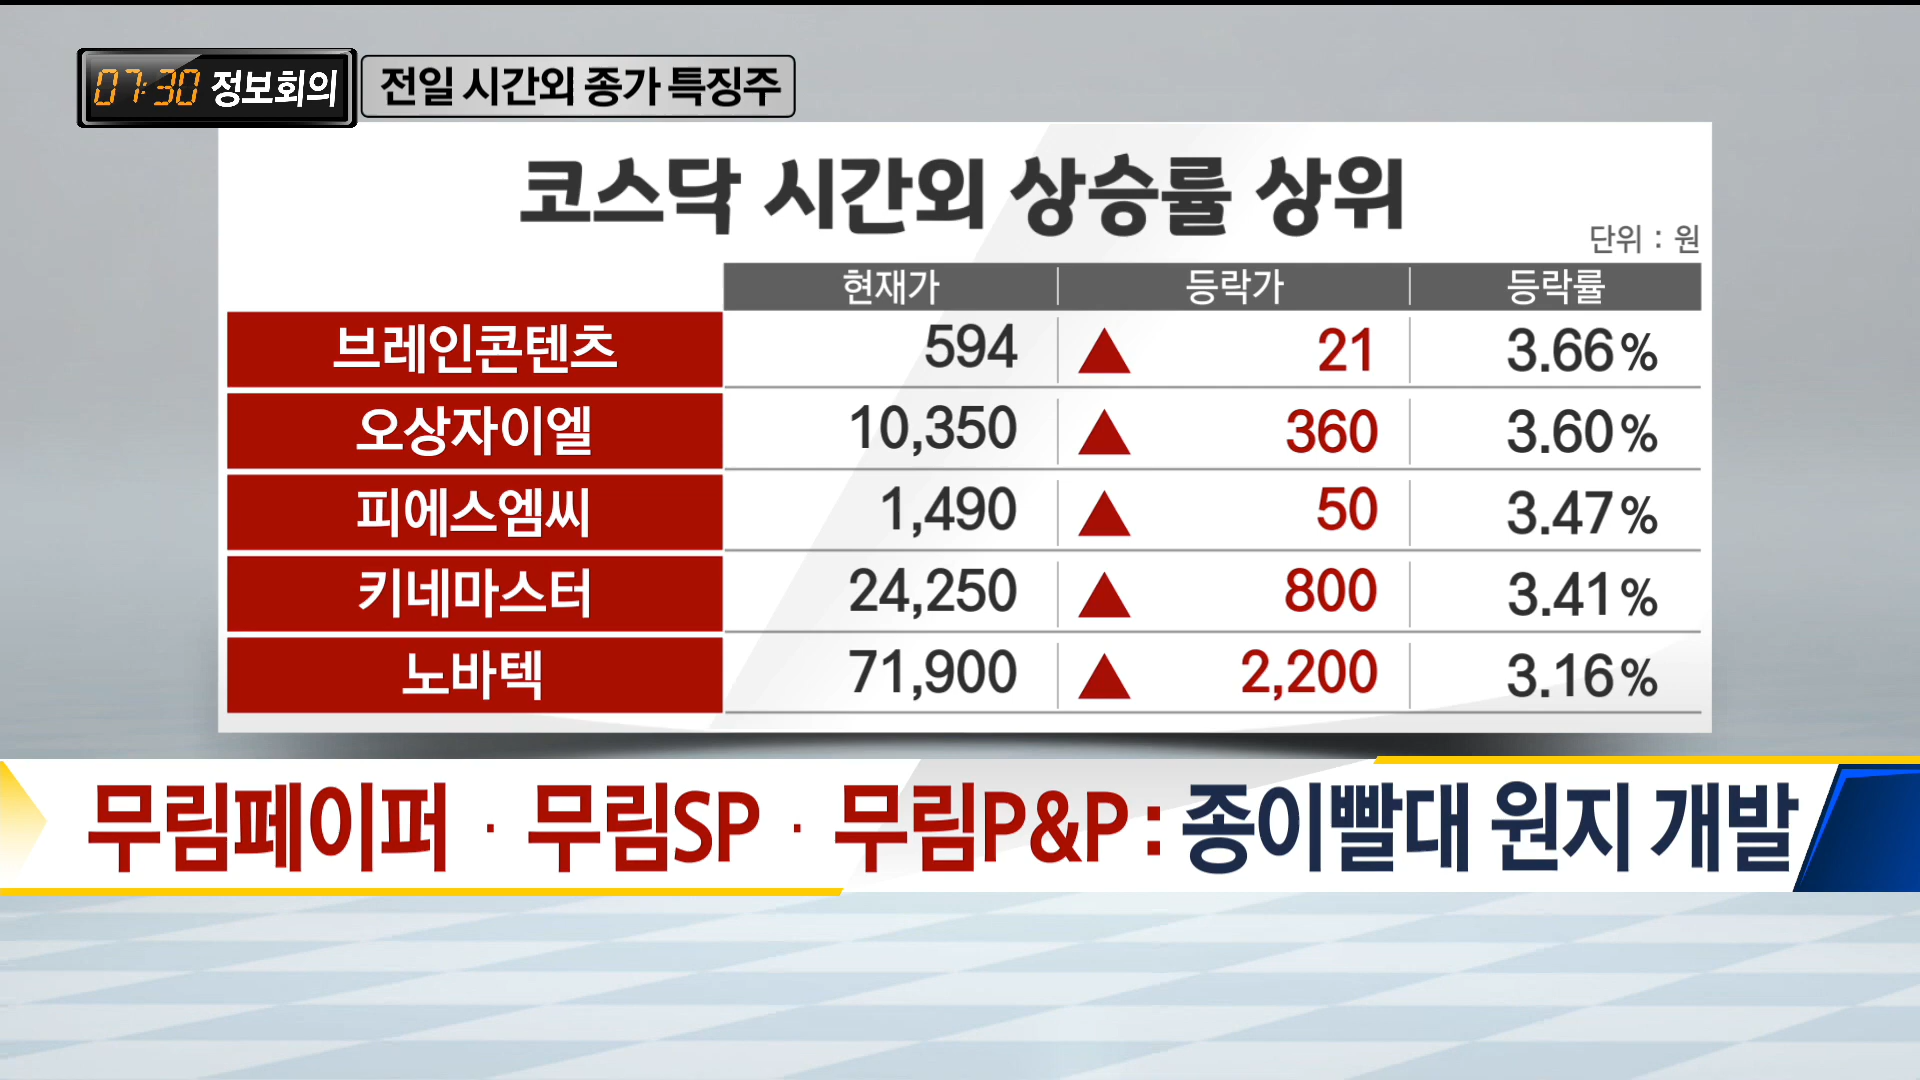 07:30 정보회의 전일 시간외 종가 특징주
코스닥 시간외 상승률 상위
단위 : 원
현재가 등락가 등락률
브레인콘텐츠 594 ▲ 21 3.66%
오상자이엘 10,350 ▲ 360 3.60%
피에스엠씨 1,490 ▲ 50 3.47%
키네마스터 24,250 ▲ 800 3.41%
노바텍 71,900 ▲ 2,200 3.16%
무림페이퍼 · 무림SP · 무림P&P : 종이빨대 원지 개발